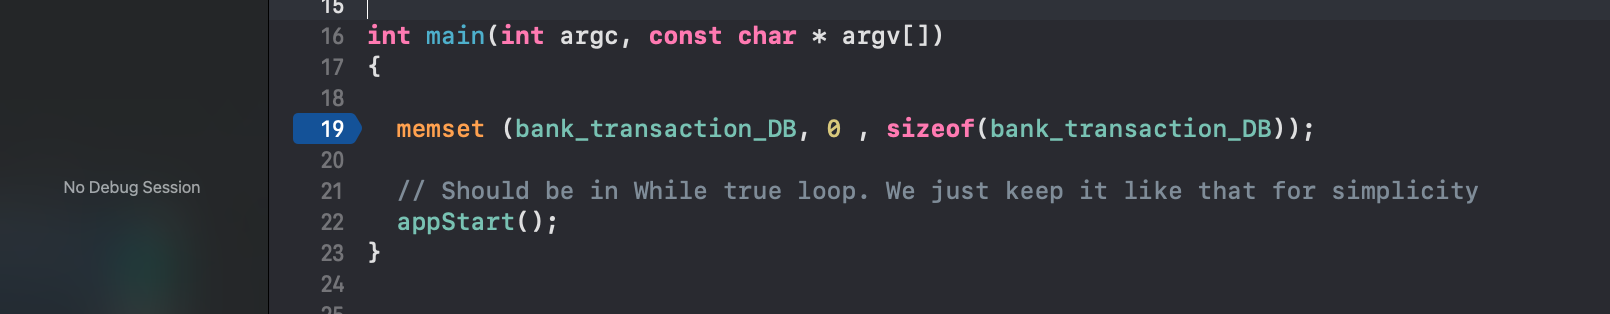 15
16 int main(int argc, const char * argv[])
17 {
18
19 memset (bank_transaction_DB, 0 , sizeof(bank_transaction_DB));
20
No Debug Session
21 // Should be in While true loop. We just keep it like that for simplicity
22 appStart();
23 }
24
25